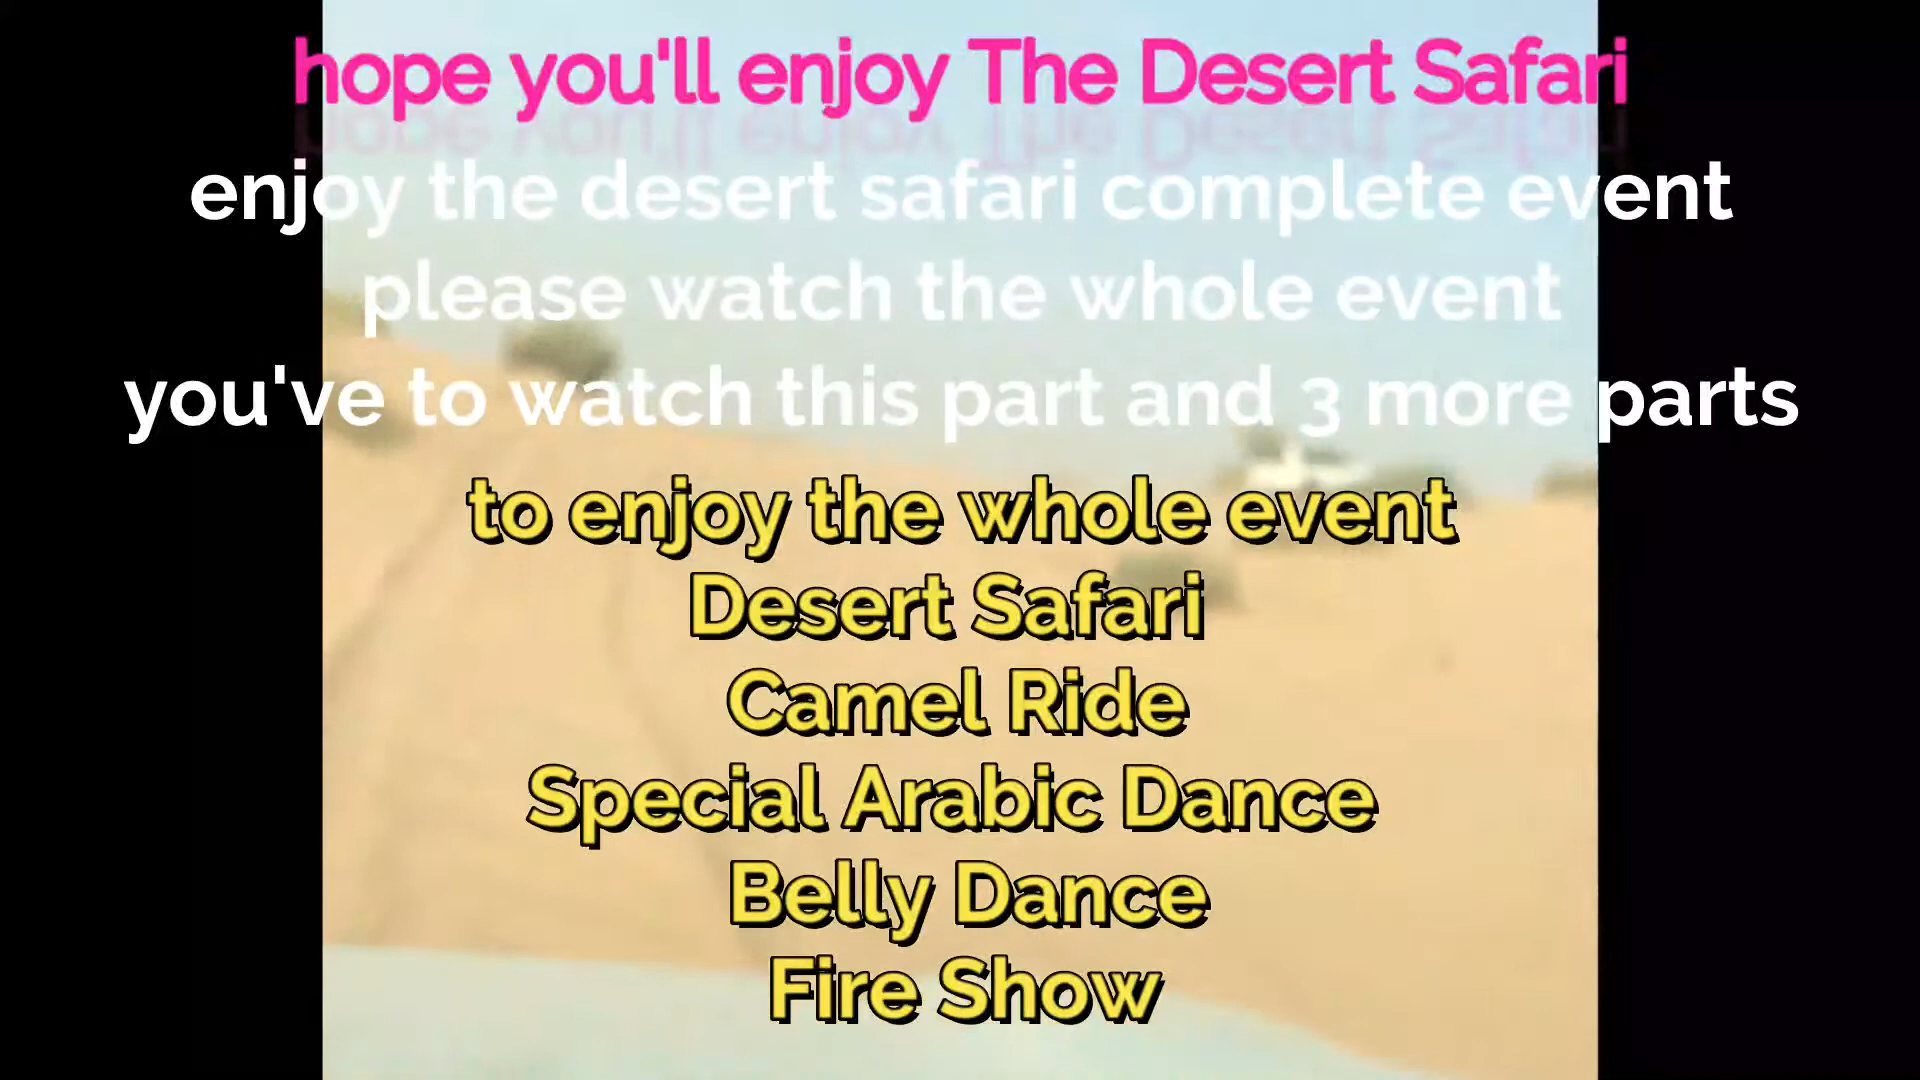 hope you'll enjoy The Desert Safari
enjoy the desert safari complete event
please watch the whole event
you've to watch this part and 3 more parts
to enjoy the whole event
Desert Safari
Camel Ride
Special Arabic Dance
Belly Dance
Fire Show